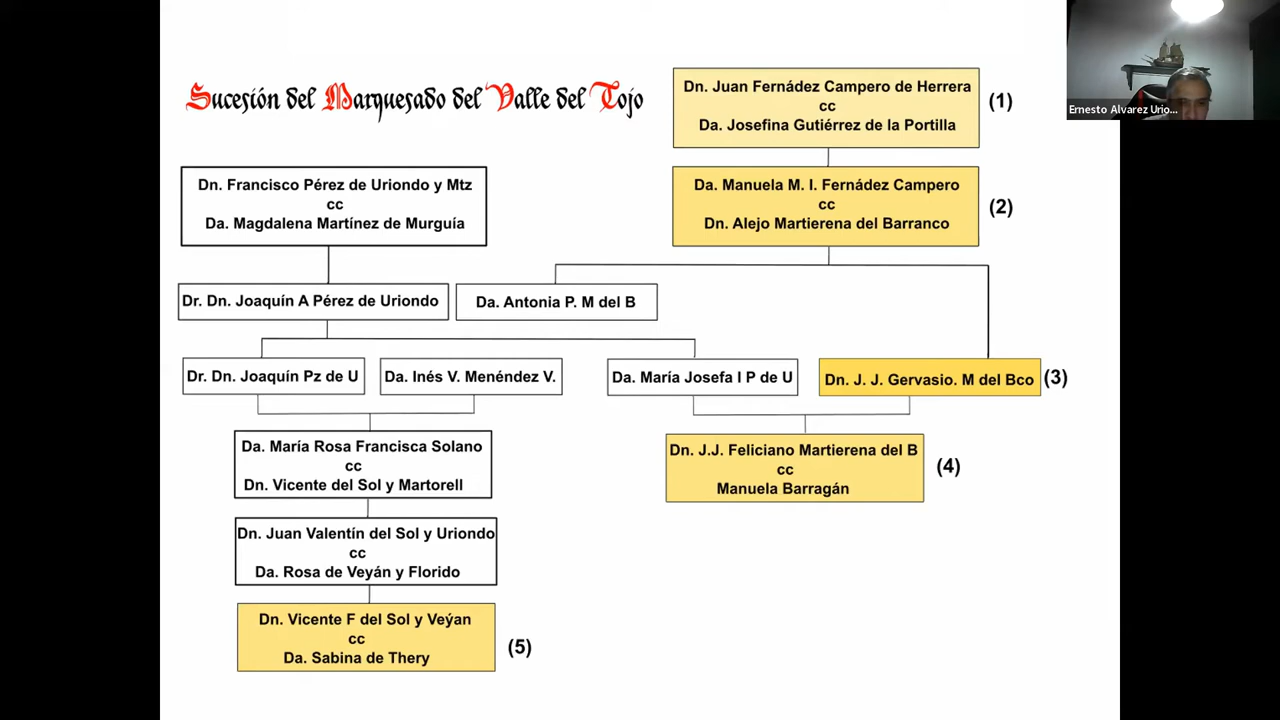 Sucesión del Marquesado del Valle del Tojo
Dn. Juan Fernádez Campero de Herrera
cc
Da. Josefina Gutiérrez de la Portilla
(1)
Ernesto Alvarez Urio...
Dn. Francisco Pérez de Uriondo y Mtz
cc
Da. Magdalena Martínez de Murguía
Da. Manuela M. I. Fernádez Campero
cc
Dn. Alejo Martierena del Barranco
(2)
Dr. Dn. Joaquín A Pérez de Uriondo
Da. Antonia P. M del B
Dr. Dn. Joaquín Pz de U
Da. Inés V. Menéndez V.
Da. María Josefa I P de U
Dn. J. J. Gervasio. M del Bco
(3)
Da. María Rosa Francisca Solano
cc
Dn. Vicente del Sol y Martorell
Dn. J.J. Feliciano Martierena del B
cc
Manuela Barragán
(4)
Dn. Juan Valentín del Sol y Uriondo
cc
Da. Rosa de Veyán y Florido
Dn. Vicente F del Sol y Veýan
cc
Da. Sabina de Thery
(5)